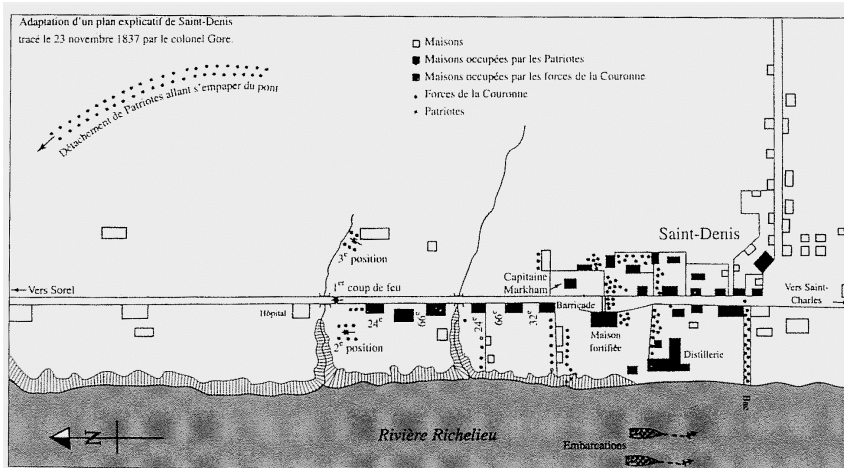 Adaptation d'un plan explicatif de Saint-Denis
tracé le 23 novembre 1837 par le colonel Gore.
Maisons
Maisons occupées par les Patriotes
Maisons occupées par les forces de la Couronne
Forces de la Couronne
Patriotes
Détachement de Patriotes allant s'emparer du pont
Saint-Denis
3e position
Capitaine
Markham
Vers Sorel
1er coup de feu
Vers Saint-
Charles
Hôpital
Barricade
24e
66e
24e
66e
32e
2e position
Maison
fortifiée
Distillerie
Bac
N
Rivière Richelieu
Embarcations